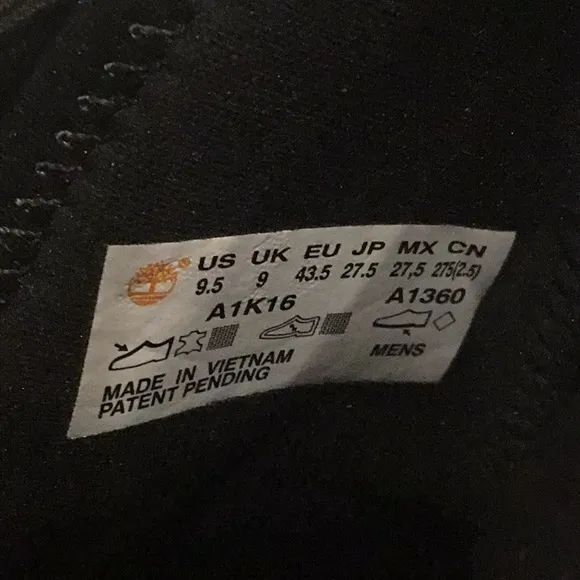 US UK EU JP MX CN
9.5 9 43.5 27.5 27,5 275(2.5)
A1K16 A1360
MENS
MADE IN VIETNAM
PATENT PENDING